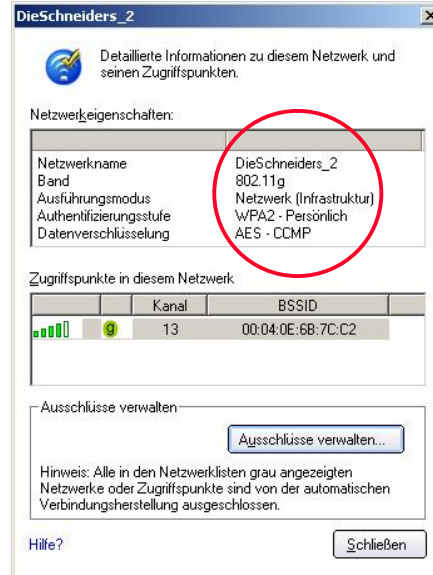 DieSchneiders_2
Detaillierte Informationen zu diesem Netzwerk und
seinen Zugriffspunkten.
Netzwerkeigenschaften:
Netzwerkname DieSchneiders_2
Band 802.11g
Ausführungsmodus Netzwerk (Infrastruktur)
Authentifizierungsstufe WPA2 - Persönlich
Datenverschlüsselung AES - CCMP
Zugriffspunkte in diesem Netzwerk
Kanal BSSID
g 13 00:04:0E:6B:7C:C2
Ausschlüsse verwalten
Ausschlüsse verwalten...
Hinweis: Alle in den Netzwerklisten grau angezeigten
Netzwerke oder Zugriffspunkte sind von der automatischen
Verbindungsherstellung ausgeschlossen.
Hilfe? Schließen